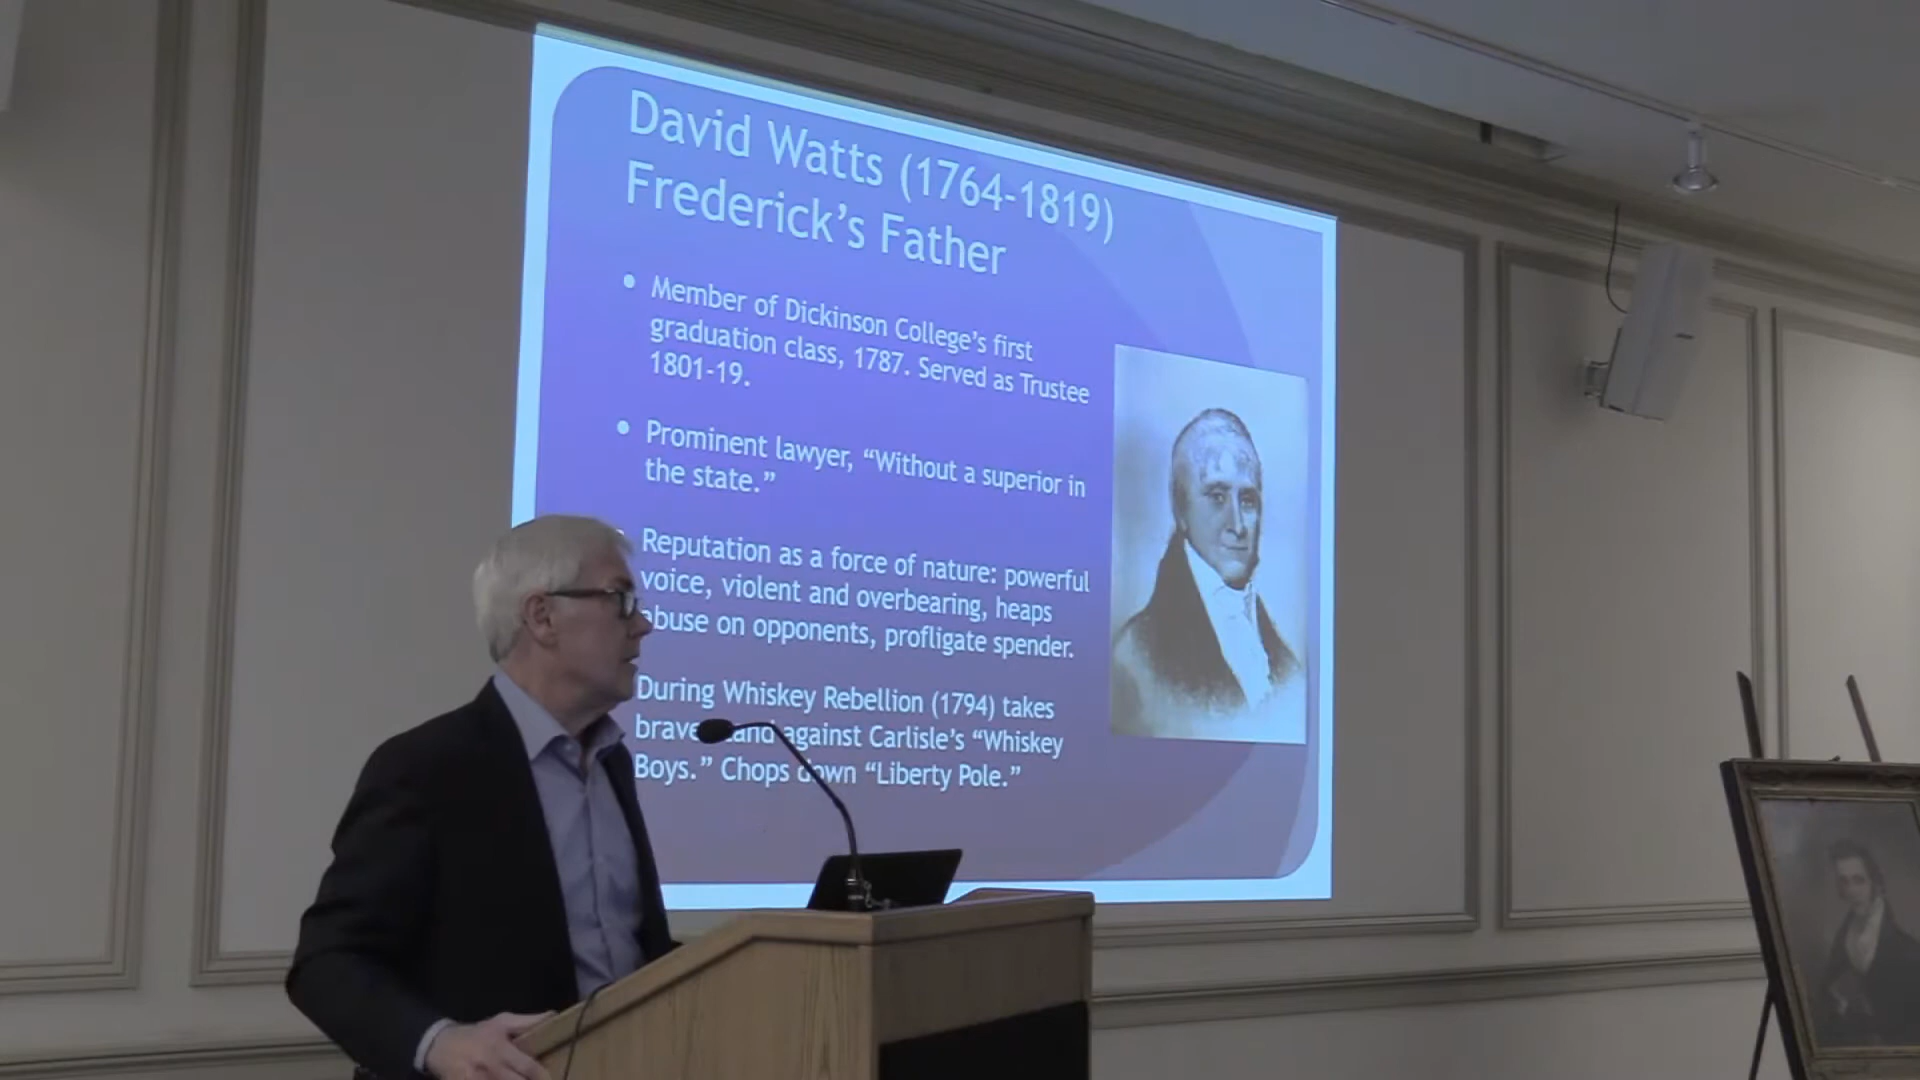 David Watts (1764-1819)
Frederick's Father
• Member of Dickinson College's first
graduation class, 1787. Served as Trustee
1801-19.
• Prominent lawyer, “Without a superior in
the state.”
Reputation as a force of nature: powerful
voice, violent and overbearing, heaps
abuse on opponents, profligate spender.
During Whiskey Rebellion (1794) takes
brave stand against Carlisle's “Whiskey
Boys.” Chops down “Liberty Pole.”